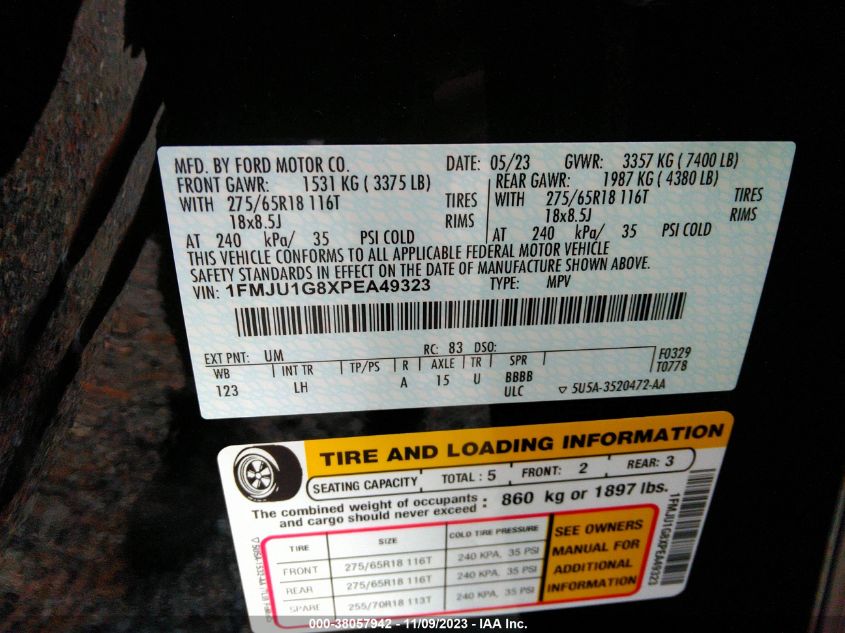 MFD. BY FORD MOTOR CO. DATE: 05/23 GVWR: 3357 KG ( 7400 LB)
FRONT GAWR: 1531 KG ( 3375 LB) REAR GAWR: 1987 KG ( 4380 LB)
WITH 275/65R18 116T TIRES WITH 275/65R18 116T TIRES
18x8.5J RIMS 18x8.5J RIMS
AT 240 kPa/ 35 PSI COLD AT 240 kPa/ 35 PSI COLD
THIS VEHICLE CONFORMS TO ALL APPLICABLE FEDERAL MOTOR VEHICLE
SAFETY STANDARDS IN EFFECT ON THE DATE OF MANUFACTURE SHOWN ABOVE.
VIN: 1FMJU1G8XPEA49323 TYPE: MPV
EXT PNT: UM RC: 83 DSO: F0329
WB INT TR TP/PS R AXLE TR SPR T0778
123 LH A 15 U BBBB
ULC ▽ 5U5A-3520472-AA
TIRE AND LOADING INFORMATION
SEATING CAPACITY TOTAL : 5 FRONT: 2 REAR: 3
The combined weight of occupants and cargo should never exceed : 860 kg or 1897 lbs.
TIRE SIZE COLD TIRE PRESSURE
FRONT 275/65R18 116T 240 KPA, 35 PSI
REAR 275/65R18 116T 240 KPA, 35 PSI
SPARE 255/70R18 113T 240 KPA, 35 PSI
SEE OWNERS
MANUAL FOR
ADDITIONAL
INFORMATION
1FMJU1G8XPEA49323
000-38057942 - 11/09/2023 - IAA Inc.